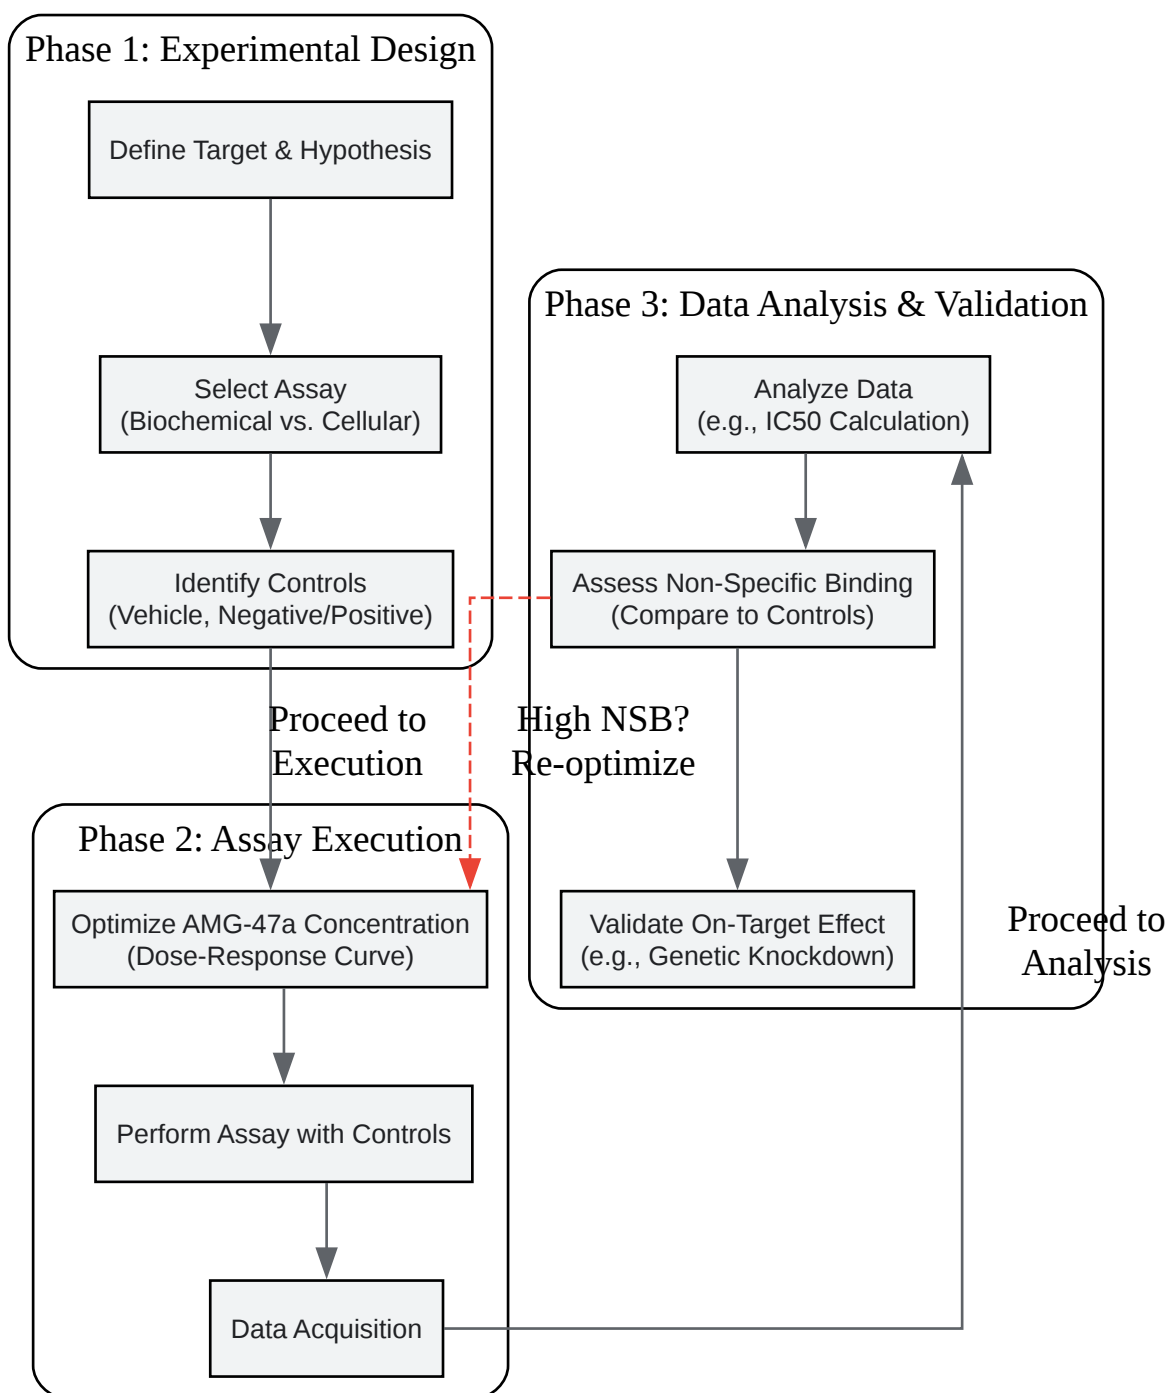 Phase 1: Experimental Design
Define Target & Hypothesis
Select Assay
(Biochemical vs. Cellular)
Identify Controls
(Vehicle, Negative/Positive)
Proceed to
Execution
Phase 2: Assay Execution
Optimize AMG-47a Concentration
(Dose-Response Curve)
Perform Assay with Controls
Data Acquisition
Proceed to
Analysis
Phase 3: Data Analysis & Validation
Analyze Data
(e.g., IC50 Calculation)
Assess Non-Specific Binding
(Compare to Controls)
High NSB?
Re-optimize
Validate On-Target Effect
(e.g., Genetic Knockdown)